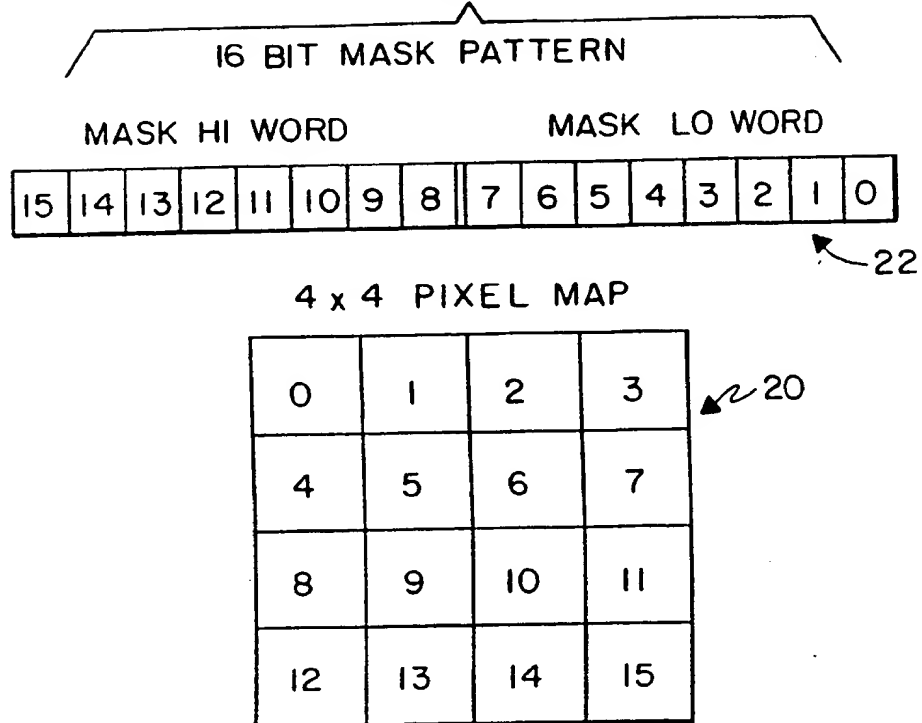 16 BIT MASK PATTERN
MASK HI WORD MASK LO WORD
15 14 13 12 11 10 9 8 7 6 5 4 3 2 1 0
22
4 x 4 PIXEL MAP
0 1 2 3
20
4 5 6 7
8 9 10 11
12 13 14 15